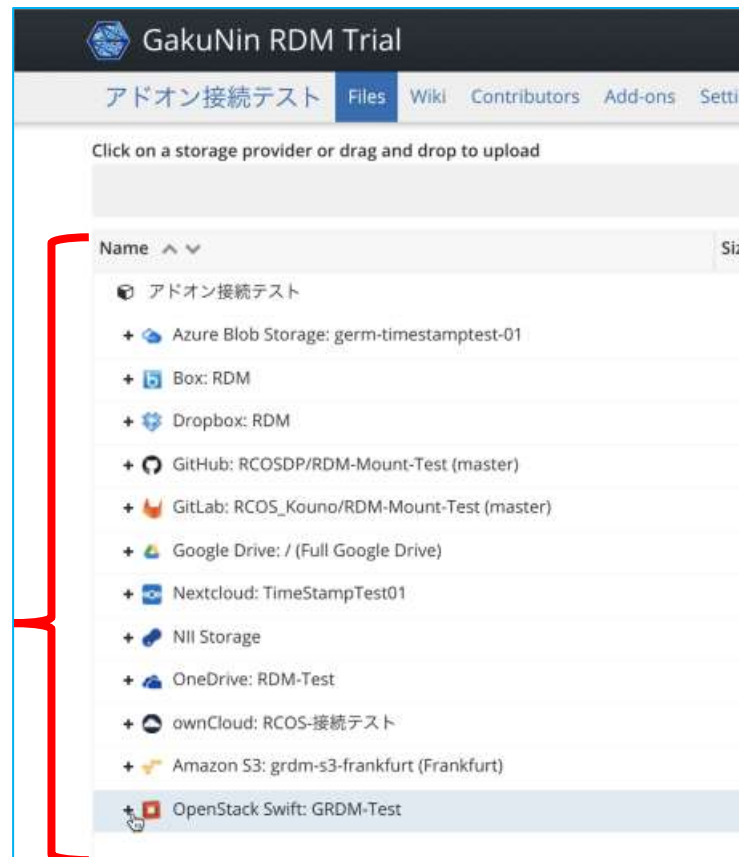 GakuNin RDM Trial
アドオン接続テスト Files Wiki Contributors Add-ons Setti
Click on a storage provider or drag and drop to upload
Name Siz
アドオン接続テスト
+ Azure Blob Storage: germ-timestamptest-01
+ Box: RDM
+ Dropbox: RDM
+ GitHub: RCOSDP/RDM-Mount-Test (master)
+ GitLab: RCOS_Kouno/RDM-Mount-Test (master)
+ Google Drive: / (Full Google Drive)
+ Nextcloud: TimeStampTest01
+ NII Storage
+ OneDrive: RDM-Test
+ ownCloud: RCOS-接続テスト
+ Amazon S3: grdm-s3-frankfurt (Frankfurt)
+ OpenStack Swift: GRDM-Test